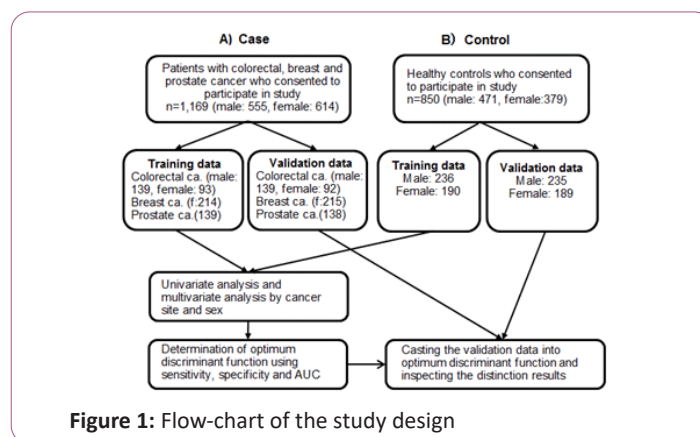 A) Case
B) Control
Patients with colorectal, breast and
prostate cancer who consented to
participate in study
n=1,169 (male: 555, female: 614)
Healthy controls who consented
to participate in study
n=850 (male: 471, female:379)
Training data
Colorectal ca. (male:
139, female: 93)
Breast ca. (f:214)
Prostate ca.(139)
Validation data
Colorectal ca. (male:
139, female: 92)
Breast ca. (f:215)
Prostate ca. (138)
Training data
Male: 236
Female: 190
Validation data
Male: 235
Female: 189
Univariate analysis and
multivariate analysis by cancer
site and sex
Determination of optimum
discriminant function using
sensitivity, specificity and AUC
Casting the validation data into
optimum discriminant function and
inspecting the distinction results
Figure 1: Flow-chart of the study design